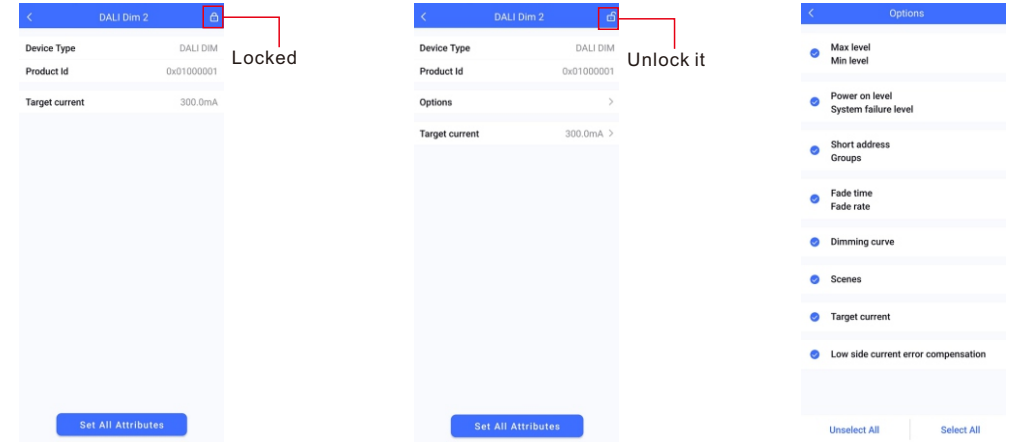 DALI Dim 2
Device Type DALI DIM
Product Id 0x01000001
Target current 300.0mA
Set All Attributes
Locked
DALI Dim 2
Device Type DALI DIM
Product Id 0x01000001
Options
Target current 300.0mA
Set All Attributes
Unlock it
Options
Max level
Min level
Power on level
System failure level
Short address
Groups
Fade time
Fade rate
Dimming curve
Scenes
Target current
Low side current error compensation
Unselect All Select All